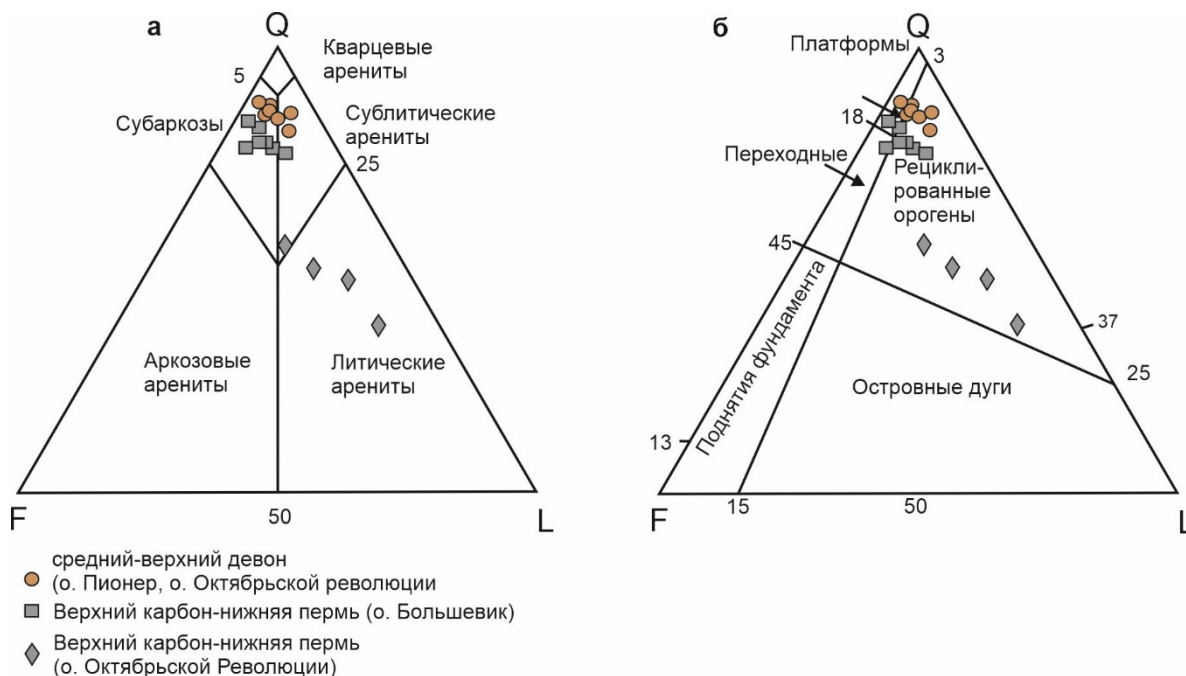 а
Q
Кварцевые
арениты
5
Субаркозы
Сублитические
арениты
25
Аркозовые
арениты
Литические
арениты
F
50
L
б
Q
Платформы
3
18
Переходные
Рецикли-
рованные
орогены
45
Поднятия фундамента
37
25
Островные дуги
13
F
15
50
L
средний-верхний девон
(о. Пионер, о. Октябрьской революции
Верхний карбон-нижняя пермь (о. Большевик)
Верхний карбон-нижняя пермь
(о. Октябрьской Революции)